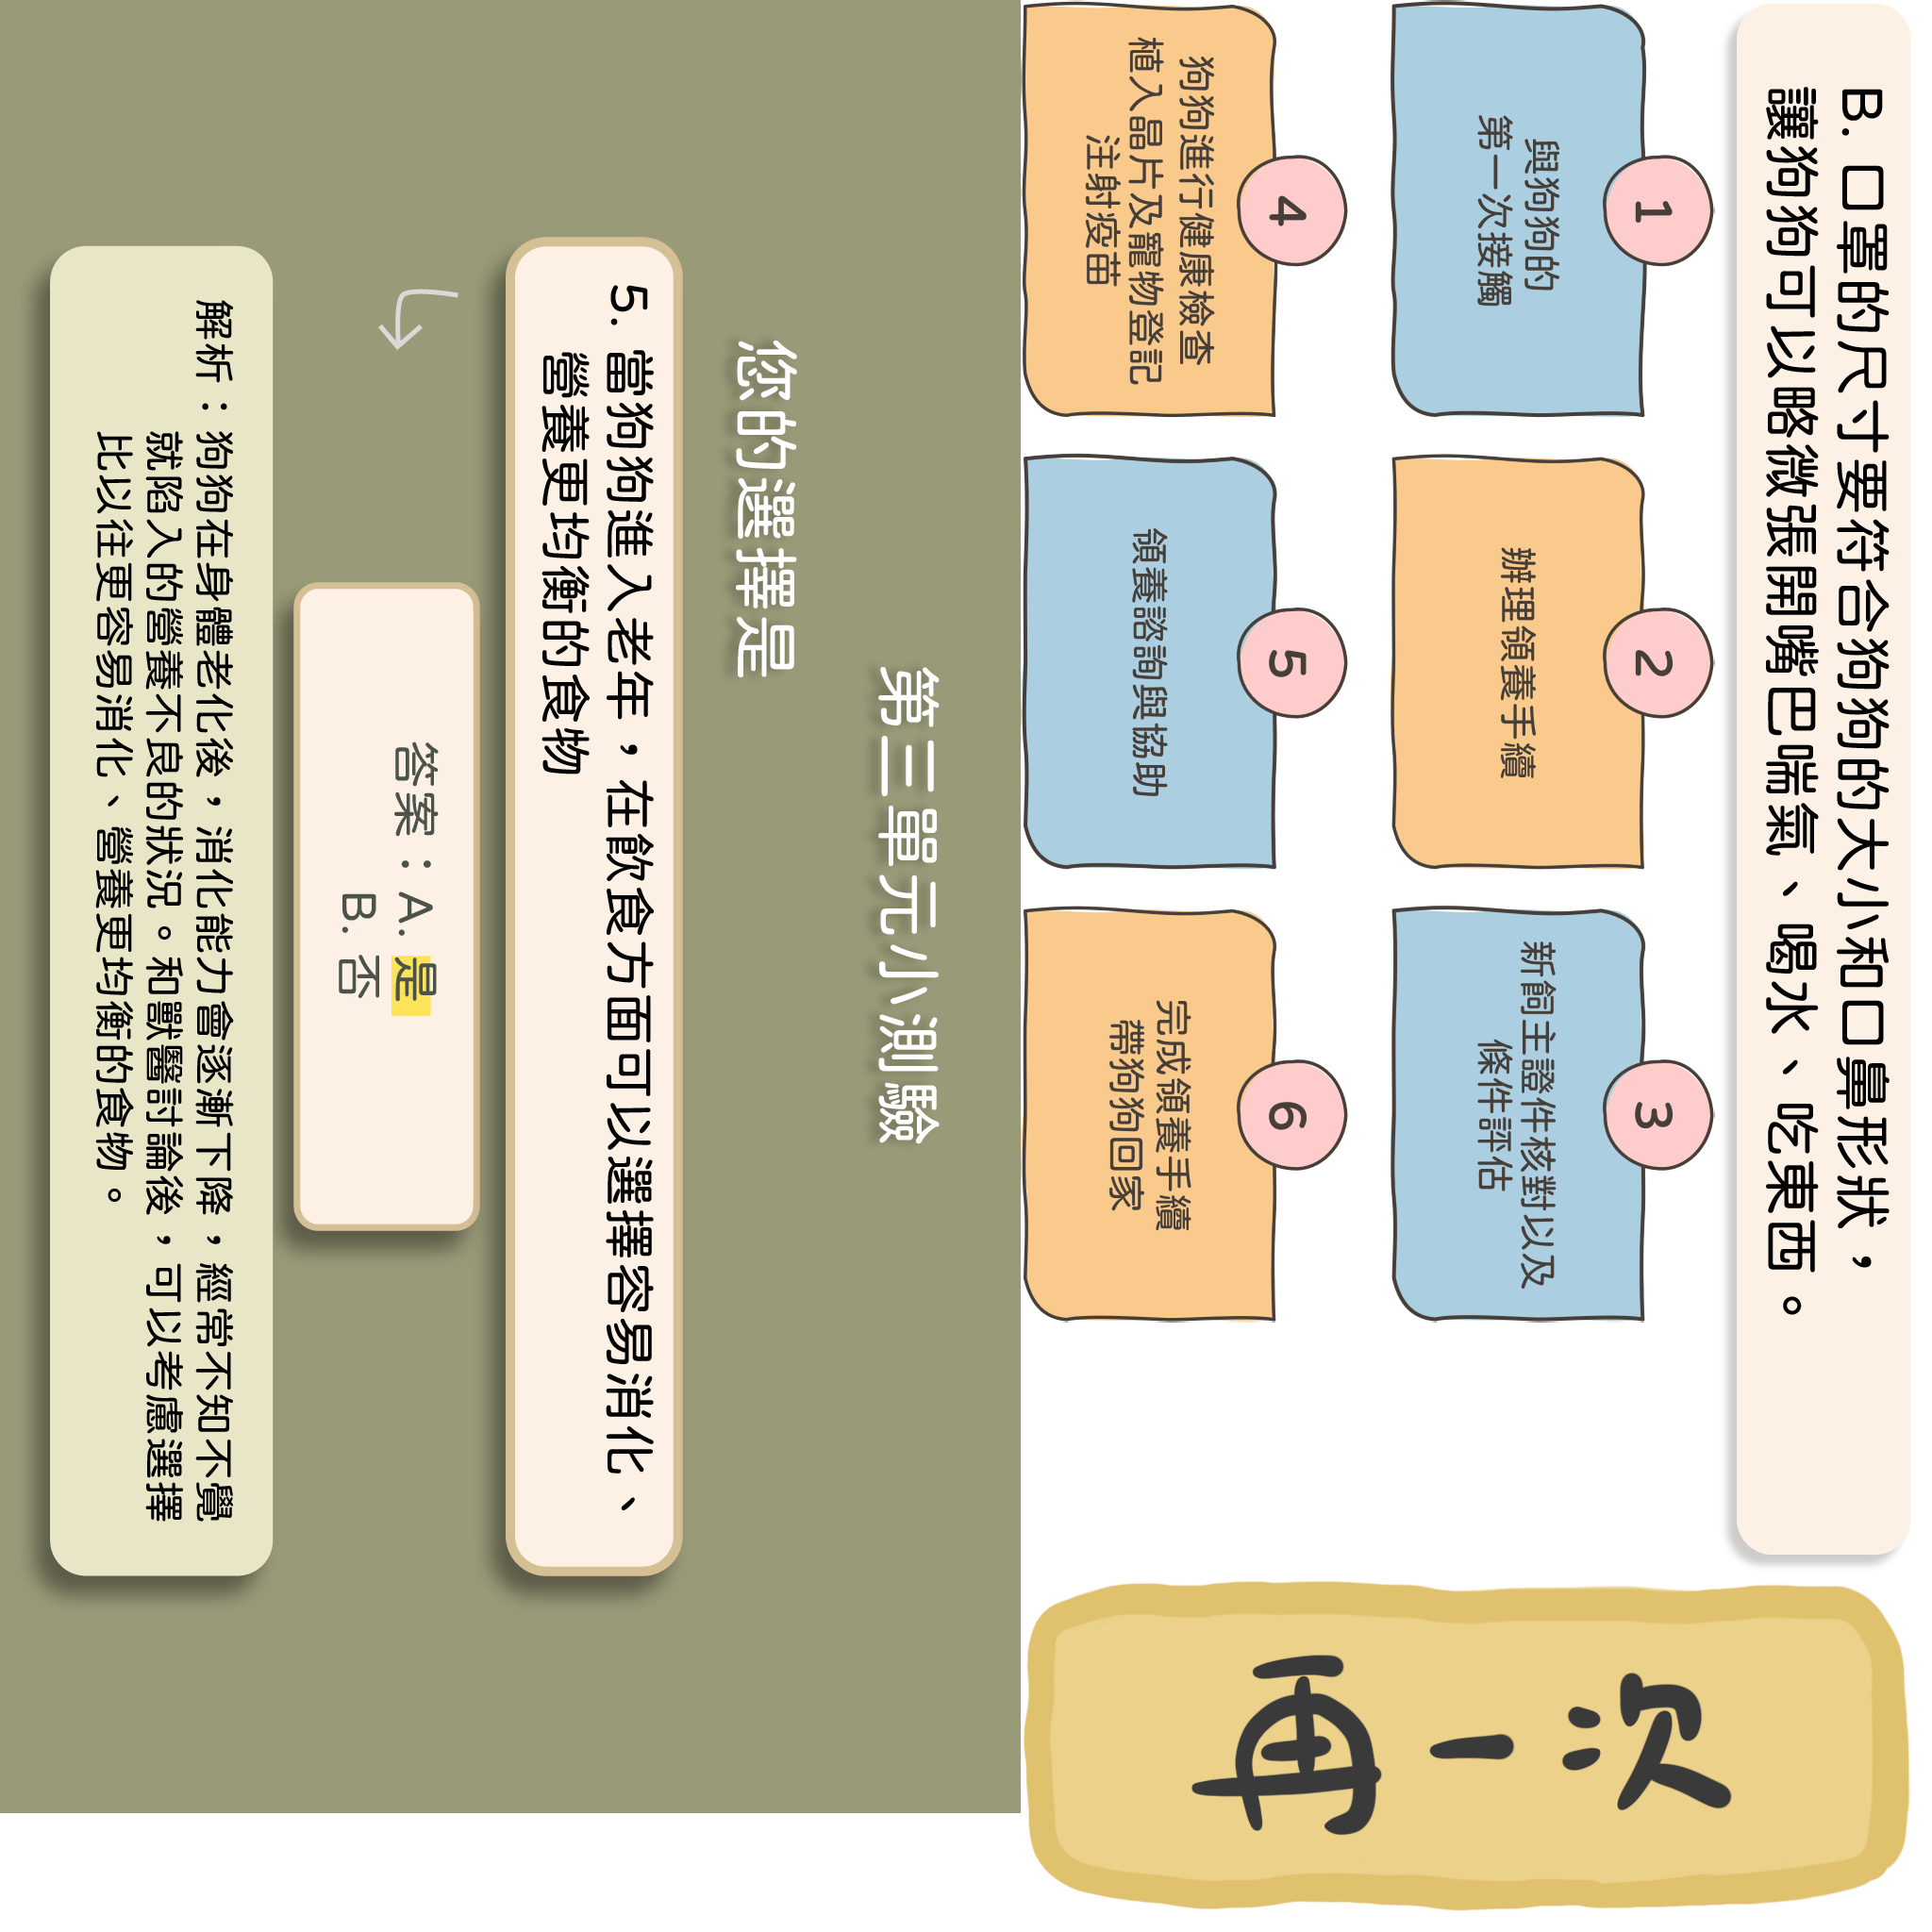 B. 口罩的尺寸要符合狗狗的大小和口鼻形狀，
讓狗狗可以略微張開嘴巴喘氣、喝水、吃東西。
1
與狗狗的
第一次接觸
2
辦理領養手續
3
新飼主證件核對以及
條件評估
4
狗狗進行健康檢查
植入晶片及寵物登記
注射疫苗
5
領養諮詢與協助
6
完成領養手續
帶狗狗回家
再一次
第三單元小測驗
您的選擇是
5. 當狗狗進入老年，在飲食方面可以選擇容易消化、
營養更均衡的食物
答案：A. 是
B. 否
解析：狗狗在身體老化後，消化能力會逐漸下降，經常不知不覺
就陷入的營養不良的狀況。和獸醫討論後，可以考慮選擇
比以往更容易消化、營養更均衡的食物。